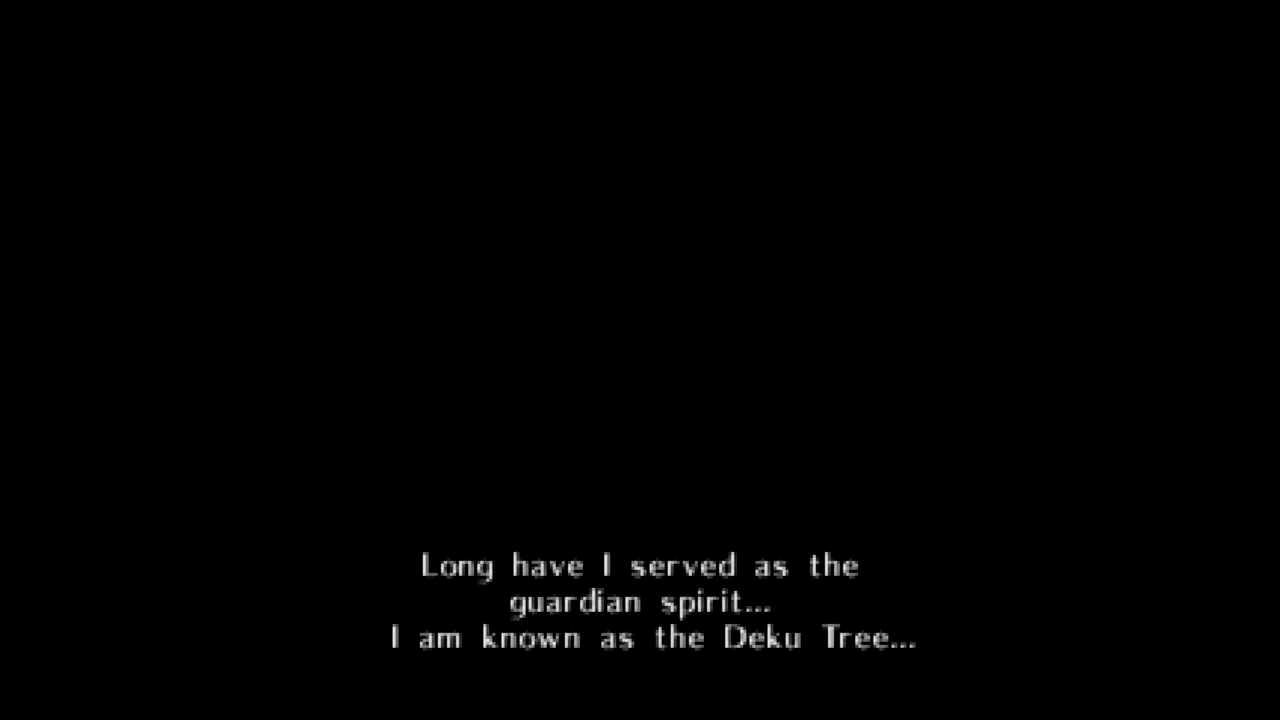 Long have I served as the
guardian spirit...
I am known as the Deku Tree...